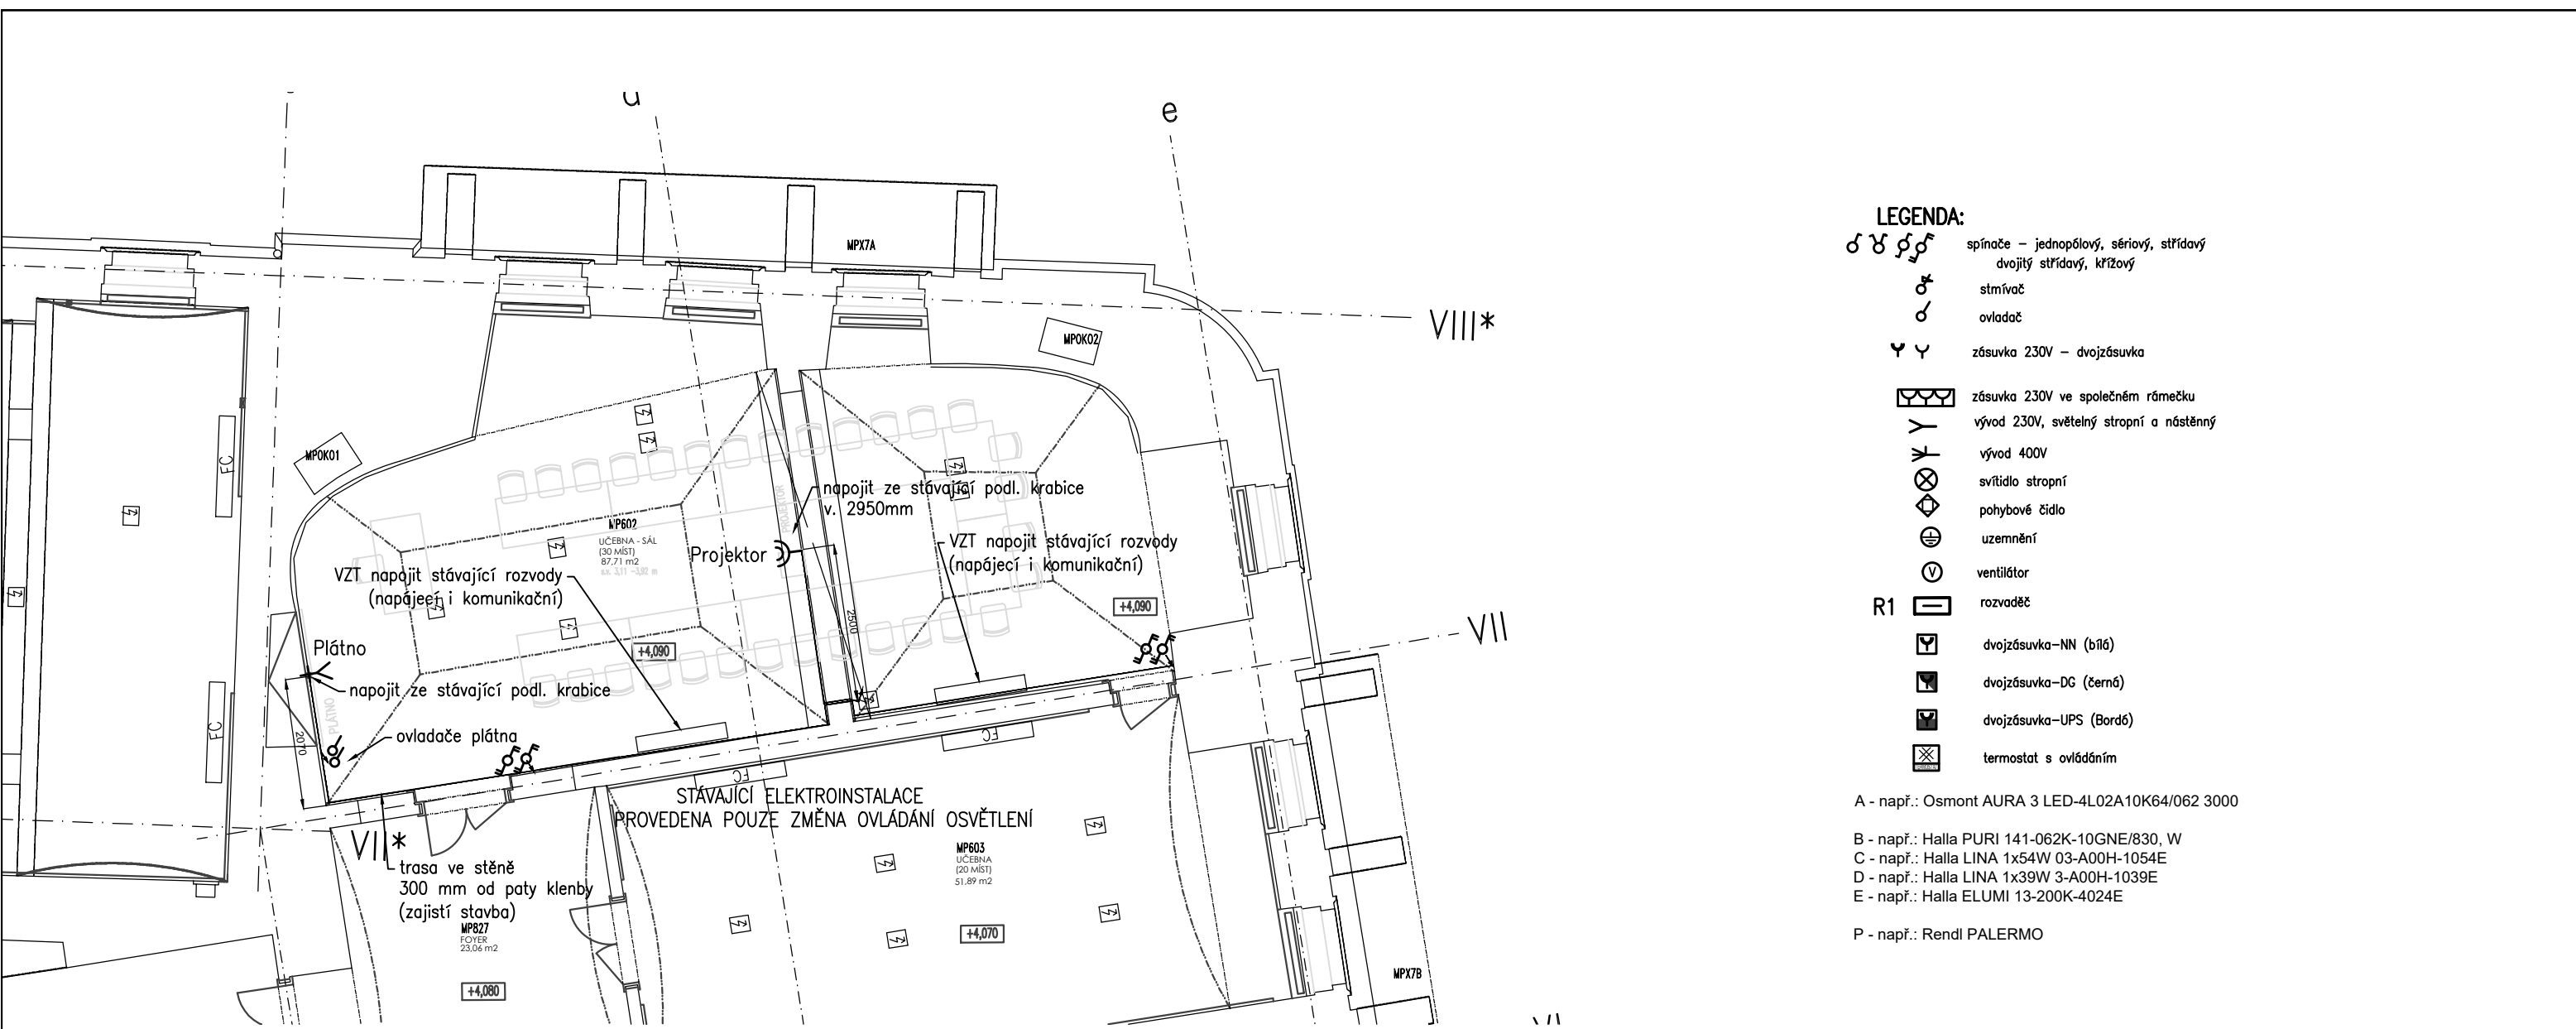 e
MPX7A
VIII*
MPOK02
MPOK01
FC
PROJEKTOR
napojit ze stávající podl. krabice
v. 2950mm
MP602
UČEBNA - SÁL
(30 MÍST)
87,71 m2
s.v. 3,11 -3,92 m
Projektor
VZT napojit stávající rozvody
(napájecí i komunikační)
VZT napojit stávající rozvody
(napájecí i komunikační)
2500
+4,090
VII
Plátno
+4,090
napojit ze stávající podl. krabice
PLÁTNO
2070
FC
ovladače plátna
FC
FC
STÁVAJÍCÍ ELEKTROINSTALACE
PROVEDENA POUZE ZMĚNA OVLÁDÁNÍ OSVĚTLENÍ
VII*
trasa ve stěně
300 mm od paty klenby
(zajistí stavba)
MP603
UČEBNA
(20 MÍST)
51,89 m2
MP827
FOYER
23,06 m2
+4,070
+4,080
MPX7B
LEGENDA:
spínače – jednopólový, sériový, střídavý
dvojitý střídavý, křížový
stmívač
ovladač
zásuvka 230V – dvojzásuvka
zásuvka 230V ve společném rámečku
vývod 230V, světelný stropní a nástěnný
vývod 400V
svítidlo stropní
pohybové čidlo
uzemnění
V ventilátor
R1 rozvaděč
dvojzásuvka-NN (bílá)
dvojzásuvka-DG (černá)
dvojzásuvka-UPS (Bordó)
termostat s ovládáním
A - např.: Osmont AURA 3 LED-4L02A10K64/062 3000
B - např.: Halla PURI 141-062K-10GNE/830, W
C - např.: Halla LINA 1x54W 03-A00H-1054E
D - např.: Halla LINA 1x39W 3-A00H-1039E
E - např.: Halla ELUMI 13-200K-4024E
P - např.: Rendl PALERMO